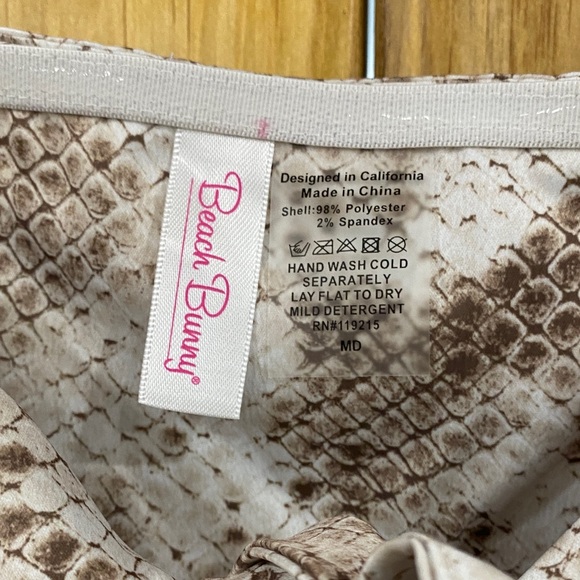 Beach Bunny®
Designed in California
Made in China
Shell:98% Polyester
2% Spandex
HAND WASH COLD
SEPARATELY
LAY FLAT TO DRY
MILD DETERGENT
RN#119215
MD